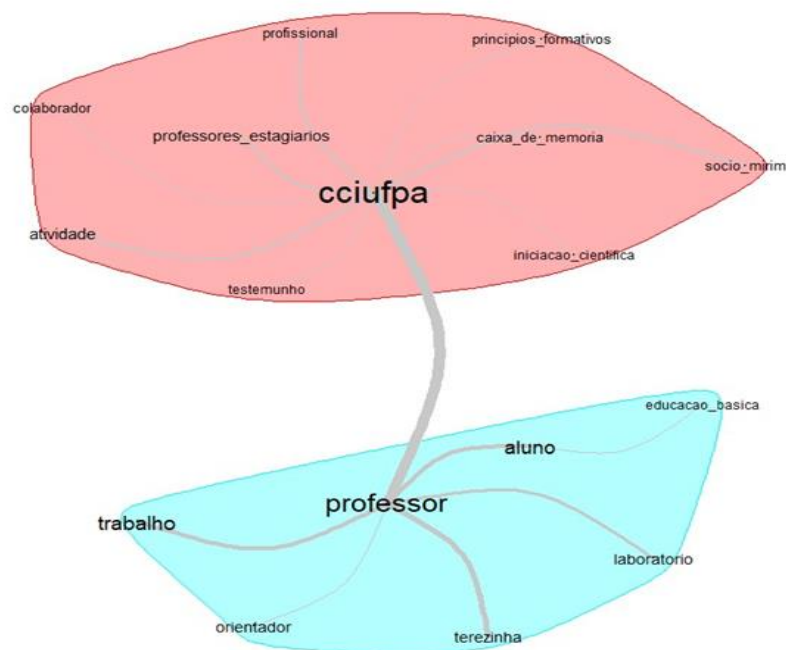 profissional
principios_formativos
colaborador
professores_estagiarios
caixa_de_memoria
socio_mirim
cciufpa
atividade
iniciacao_cientifica
testemunho
educacao_basica
aluno
professor
trabalho
laboratorio
orientador
terezinha